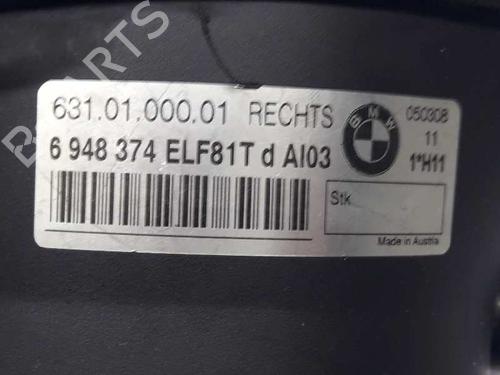 PARTS
631.01.000.01 RECHTS
6 948 374 ELF81T d AI03
BMW
050308
11
1*H11
Stk
Made in Austria